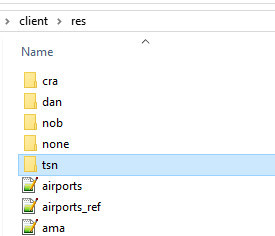 client > res
Name
cra
dan
nob
none
tsn
airports
airports_ref
ama